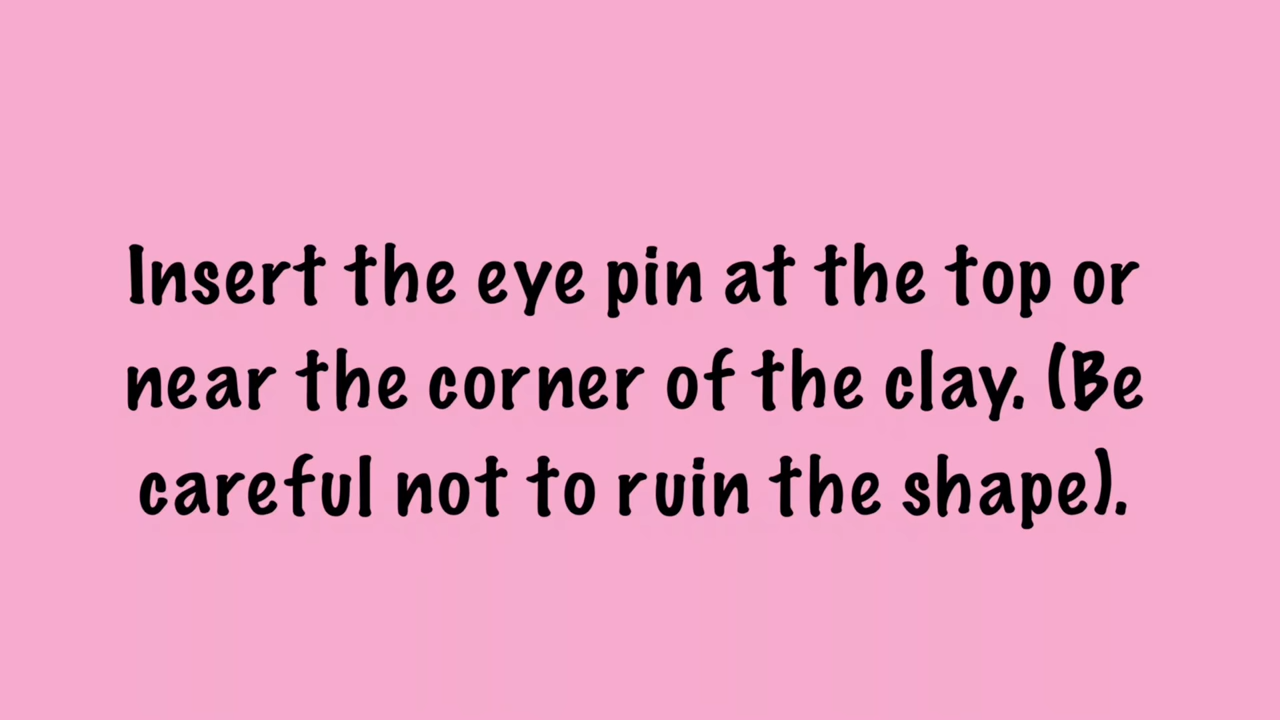 Insert the eye pin at the top or
near the corner of the clay. (Be
careful not to ruin the shape).